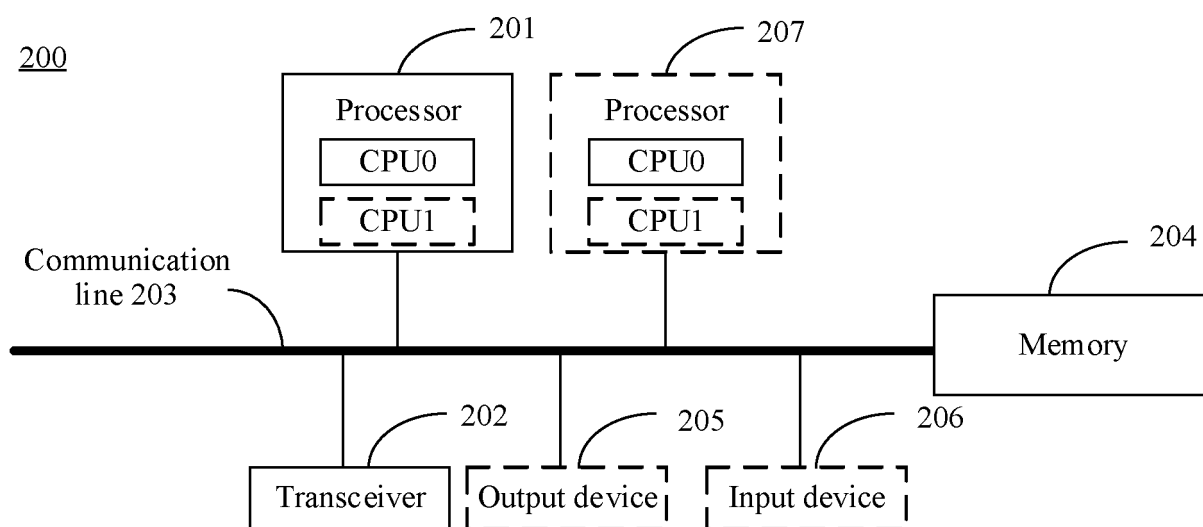 200
201
207
Processor
CPU0
CPU1
Processor
CPU0
CPU1
204
Communication
line 203
Memory
202
205
206
Transceiver
Output device
Input device